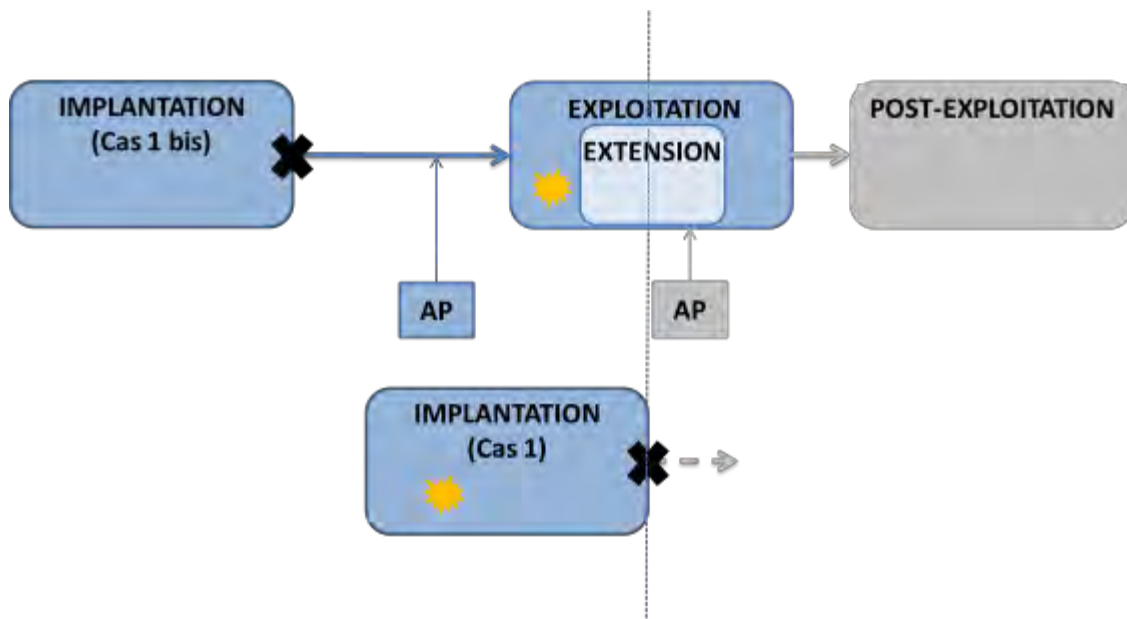 IMPLANTATION
(Cas 1 bis)
EXPLOITATION
EXTENSION
POST-EXPLOITATION
AP
AP
IMPLANTATION
(Cas 1)